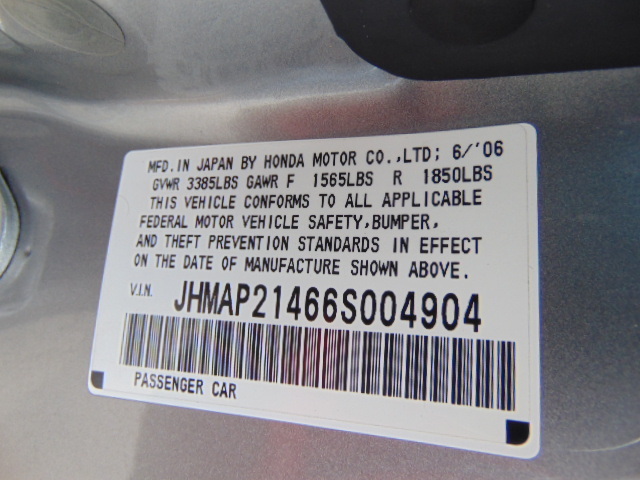 MFD. IN JAPAN BY HONDA MOTOR CO.,LTD; 6/'06
GVWR 3385LBS GAWR F 1565LBS R 1850LBS
THIS VEHICLE CONFORMS TO ALL APPLICABLE
FEDERAL MOTOR VEHICLE SAFETY, BUMPER,
AND THEFT PREVENTION STANDARDS IN EFFECT
ON THE DATE OF MANUFACTURE SHOWN ABOVE.
V.I.N. JHMAP21466S004904
PASSENGER CAR